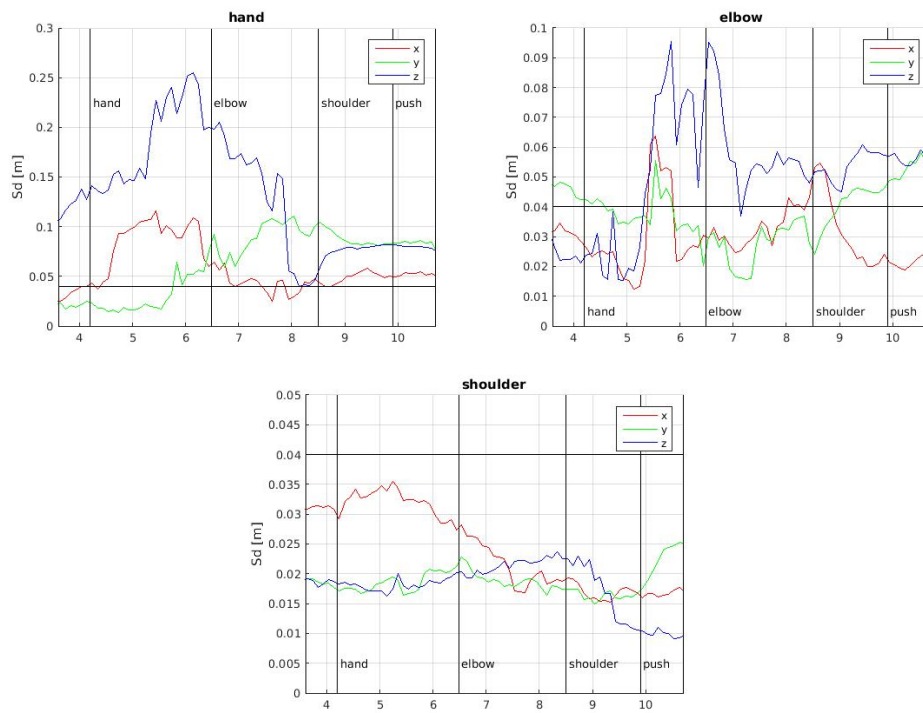 hand
0.3
0.25
0.2
0.15
0.1
0.05
0
Sd [m]
x
y
z
hand
elbow
shoulder
push
4
5
6
7
8
9
10
elbow
0.1
0.09
0.08
0.07
0.06
0.05
0.04
0.03
0.02
0.01
0
Sd [m]
x
y
z
hand
elbow
shoulder
push
4
5
6
7
8
9
10
shoulder
0.05
0.045
0.04
0.035
0.03
0.025
0.02
0.015
0.01
0.005
0
Sd [m]
x
y
z
hand
elbow
shoulder
push
4
5
6
7
8
9
10